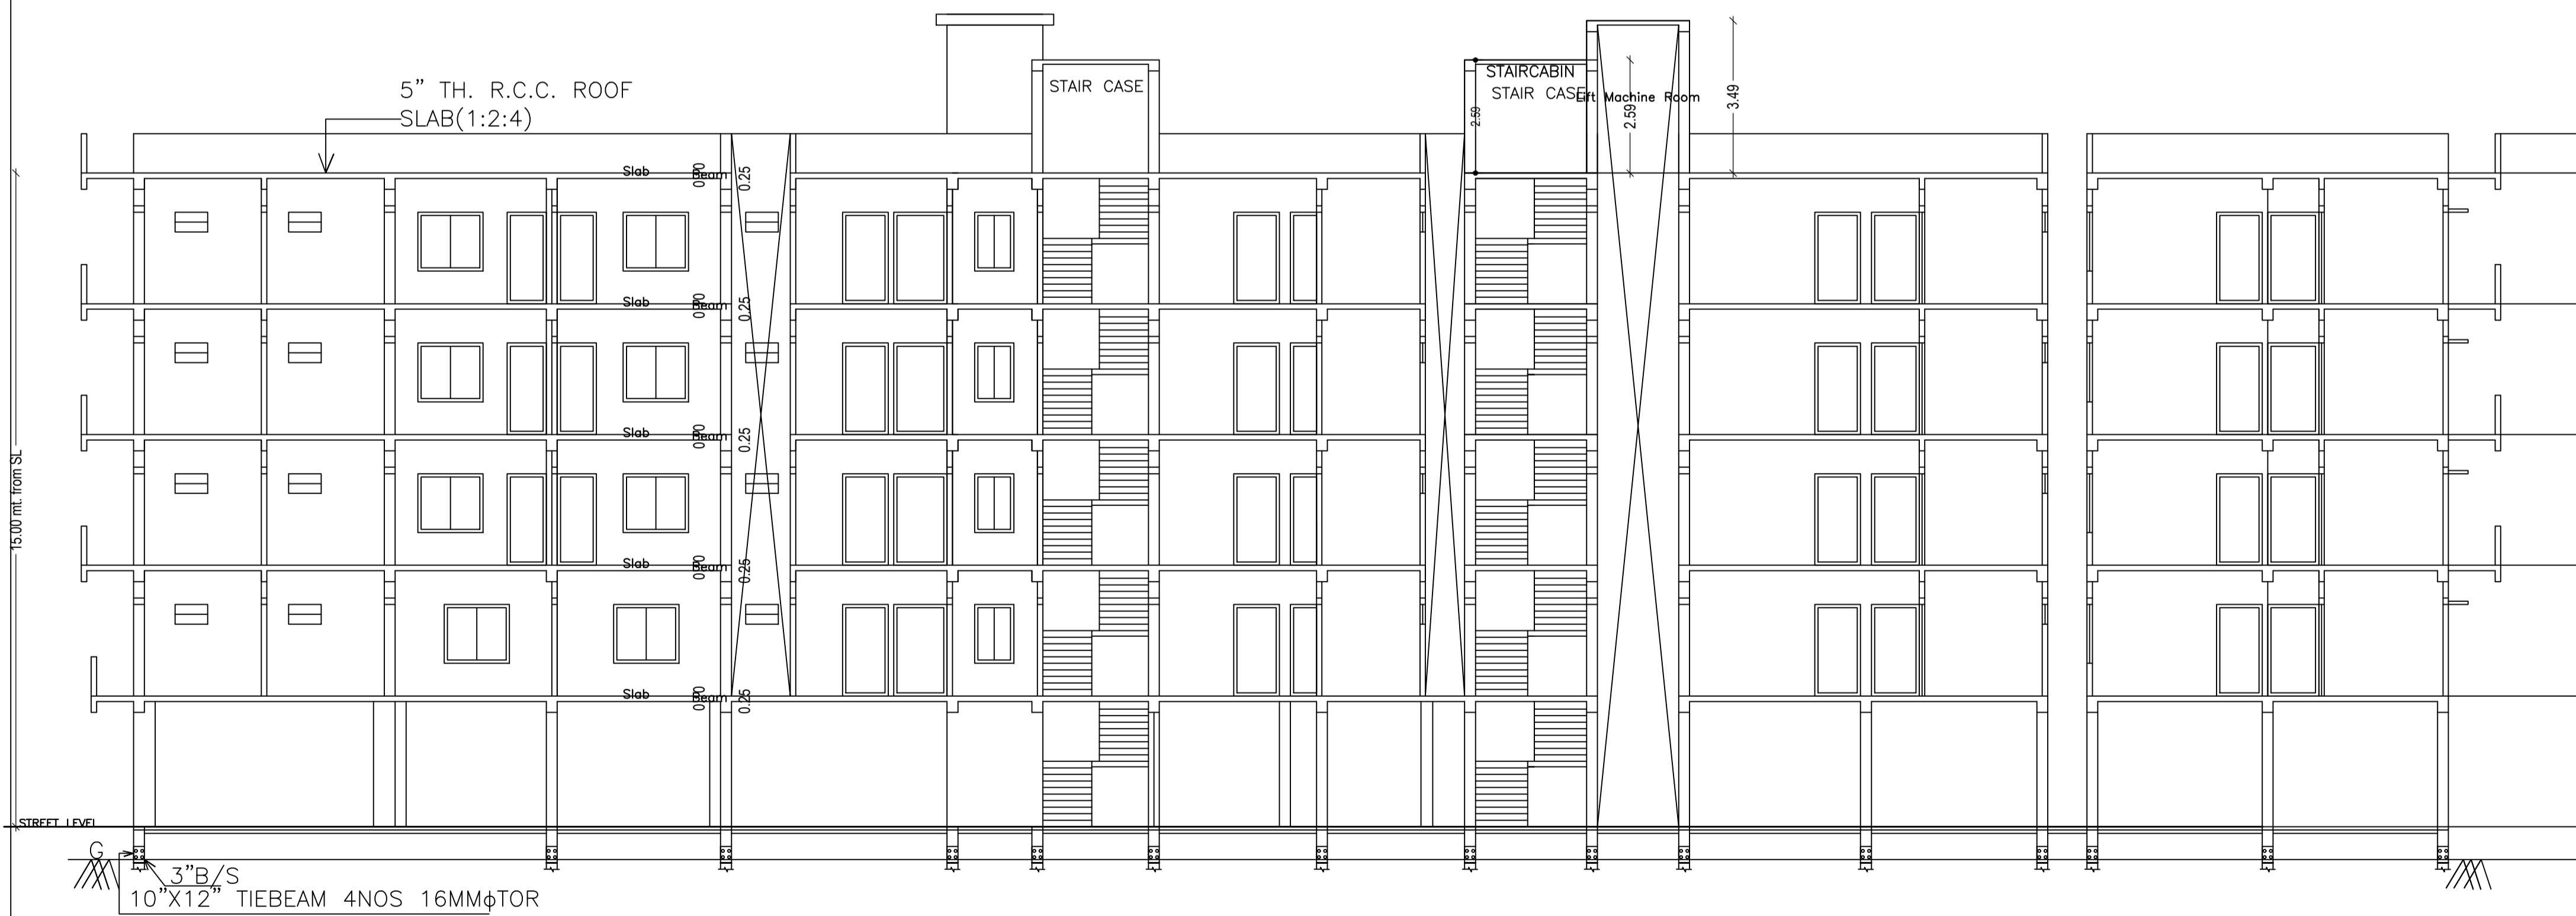 5" TH. R.C.C. ROOF
SLAB(1:2:4)
STAIR CASE
STAIRCABIN
STAIR CASE
Lift Machine Room
2.59
2.59
3.49
Slab
Beam
0.25
Slab
Beam
0.25
Slab
Beam
0.25
Slab
Beam
0.25
Slab
Beam
0.25
15.00 mt. from SL
STREET LEVEL
G
3"B/S
10"X12" TIEBEAM 4NOS 16MMϕTOR